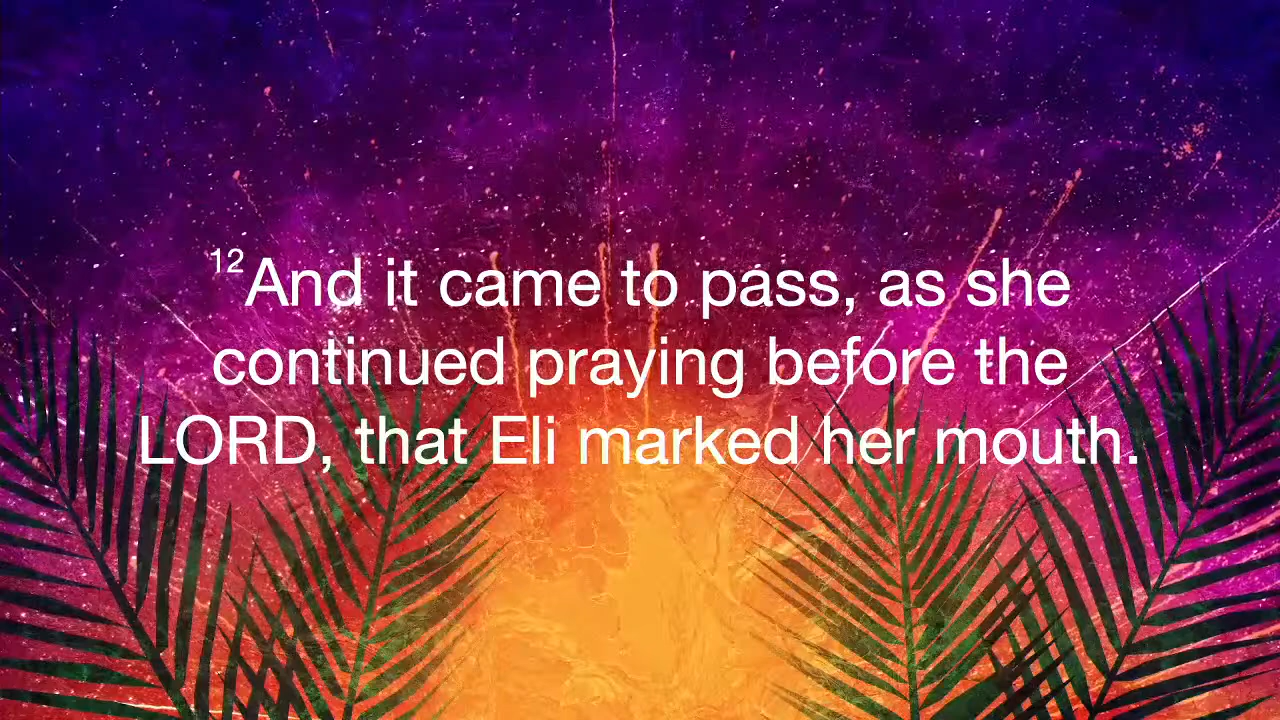 12And it came to pass, as she
continued praying before the
LORD, that Eli marked her mouth.